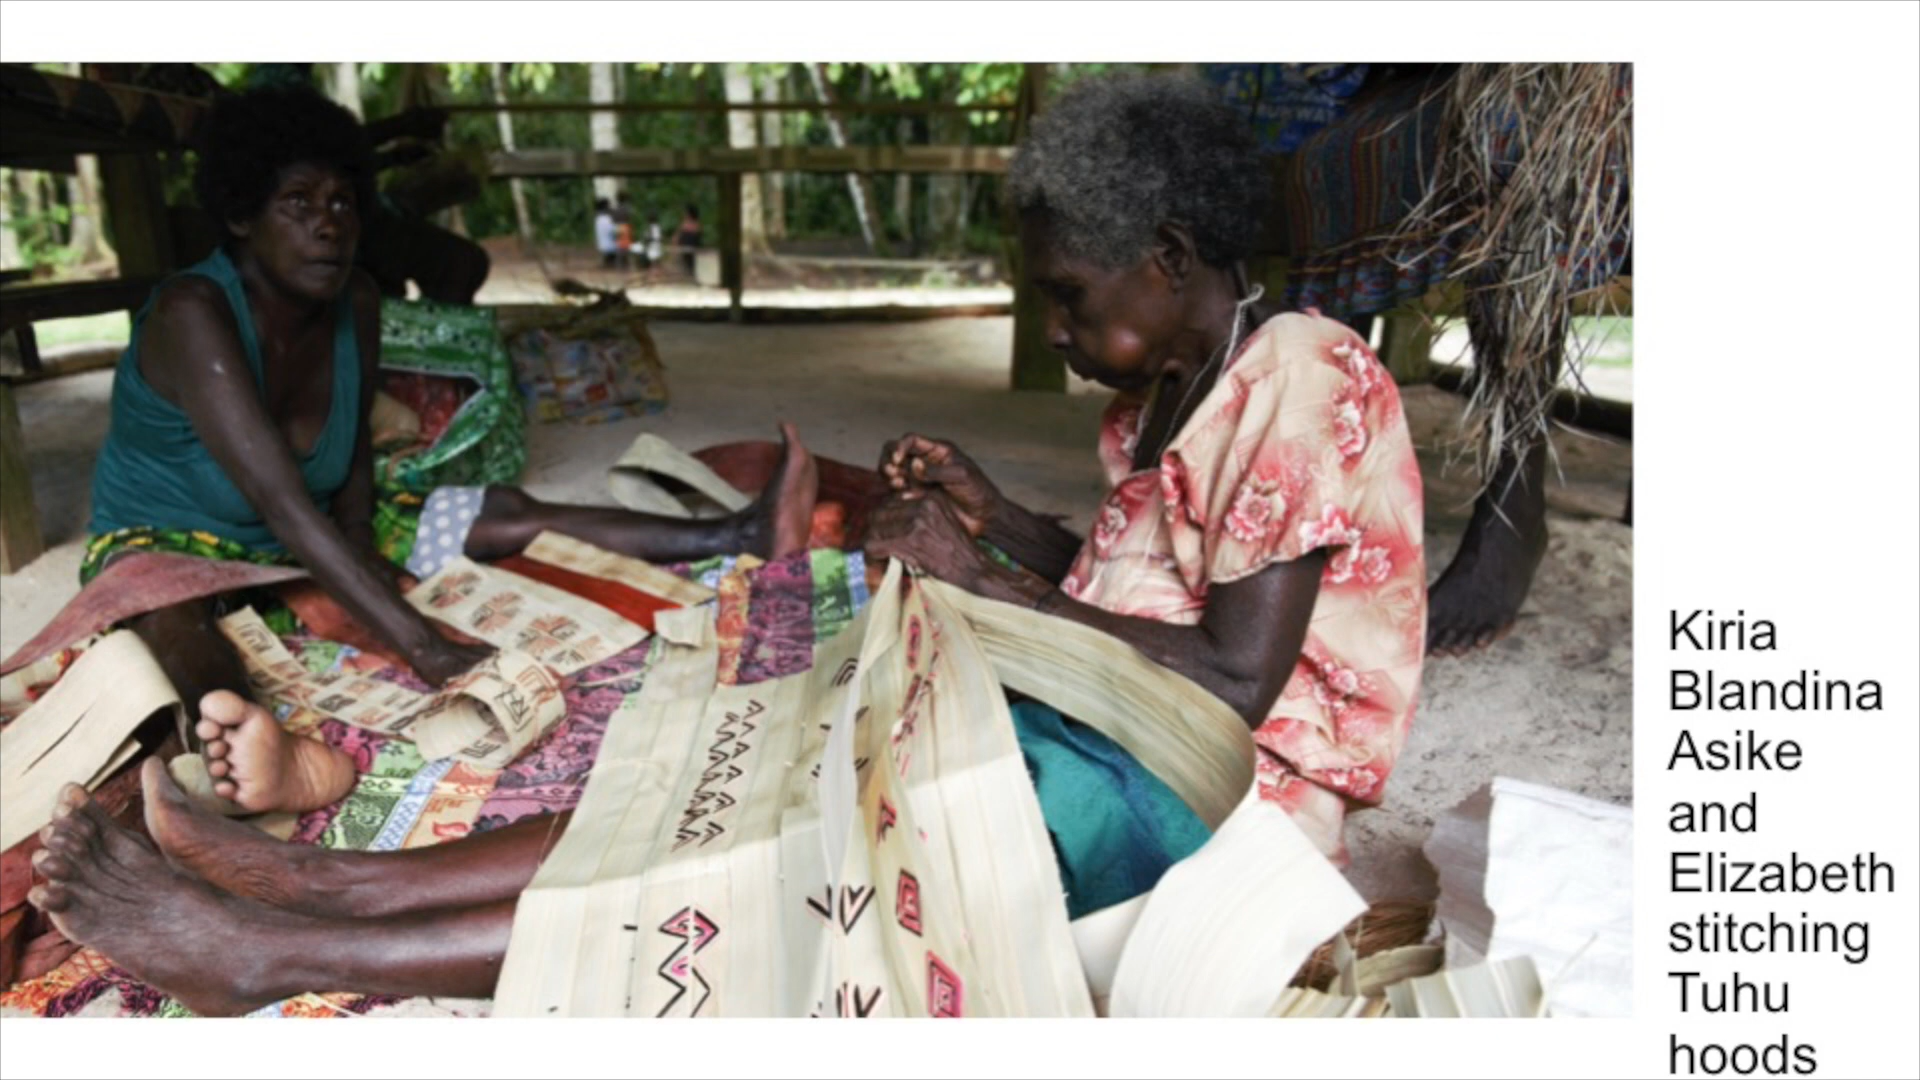 Kiria
Blandina
Asike
and
Elizabeth
stitching
Tuhu
hoods